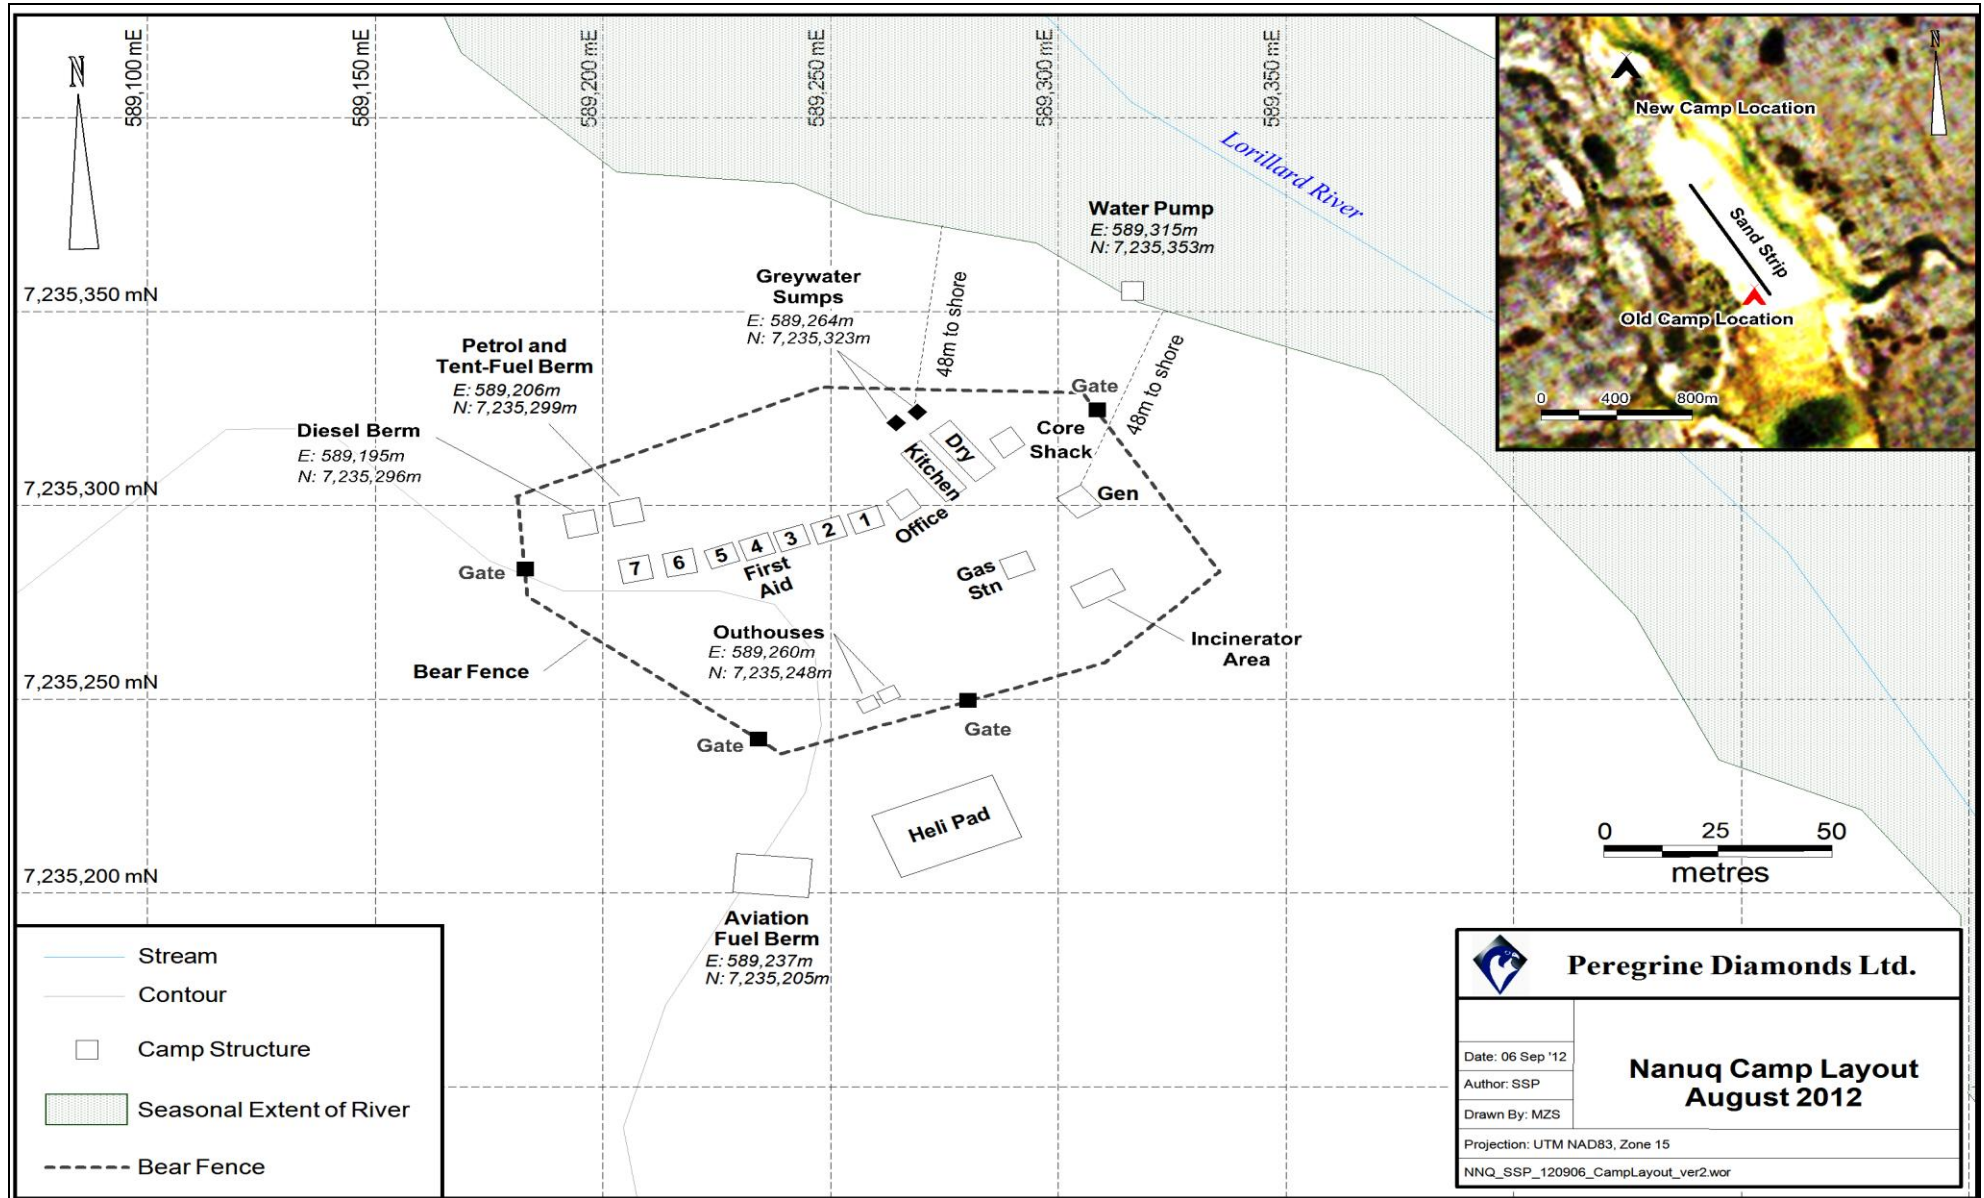 N
589,100 mE
589,150 mE
589,200 mE
589,250 mE
589,300 mE
589,350 mE
7,235,350 mN
7,235,300 mN
7,235,250 mN
7,235,200 mN
Lorillard River
Water Pump
E: 589,315m
N: 7,235,353m
Greywater
Sumps
E: 589,264m
N: 7,235,323m
48m to shore
48m to shore
Petrol and
Tent-Fuel Berm
E: 589,206m
N: 7,235,299m
Diesel Berm
E: 589,195m
N: 7,235,296m
Gate
Core
Shack
Dry
Kitchen
Gen
Office
1
2
3
4
5
6
7
First
Aid
Gas
Stn
Gate
Outhouses
E: 589,260m
N: 7,235,248m
Incinerator
Area
Bear Fence
Gate
Gate
Heli Pad
Aviation
Fuel Berm
E: 589,237m
N: 7,235,205m
N
New Camp Location
Sand Strip
Old Camp Location
0 400 800m
0 25 50
metres
Stream
Contour
Camp Structure
Seasonal Extent of River
Bear Fence
Peregrine Diamonds Ltd.
Date: 06 Sep '12
Author: SSP
Drawn By: MZS
Nanuq Camp Layout
August 2012
Projection: UTM NAD83, Zone 15
NNQ_SSP_120906_CampLayout_ver2.wor